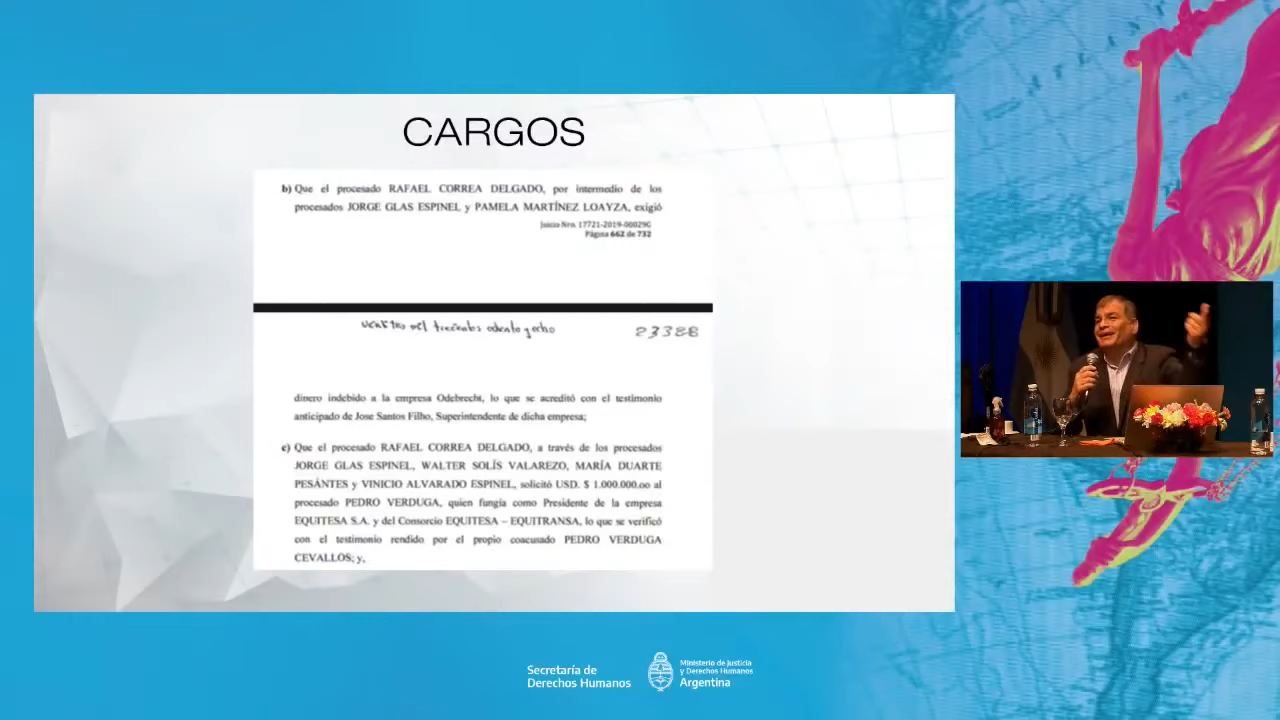 CARGOS
b) Que el procesado RAFAEL CORREA DELGADO, por intermedio de los
procesados JORGE GLAS ESPINEL y PAMELA MARTÍNEZ LOAYZA, exigió
Juicio Nro. 17721-2019-00029G
Página 662 de 732
trecientos ochenta y ocho
23388
dinero indebido a la empresa Odebrecht, lo que se acreditó con el testimonio
anticipado de Jose Santos Filho, Superintendente de dicha empresa;
c) Que el procesado RAFAEL CORREA DELGADO, a través de los procesados
JORGE GLAS ESPINEL, WALTER SOLÍS VALAREZO, MARÍA DUARTE
PESÁNTES y VINICIO ALVARADO ESPINEL, solicitó USD. $ 1.000.000.oo al
procesado PEDRO VERDUGA, quien fungía como Presidente de la empresa
EQUITESA S.A. y del Consorcio EQUITESA – EQUITRANSA, lo que se verificó
con el testimonio rendido por el propio coacusado PEDRO VERDUGA
CEVALLOS; y,
Secretaría de
Derechos Humanos
Ministerio de Justicia
y Derechos Humanos
Argentina